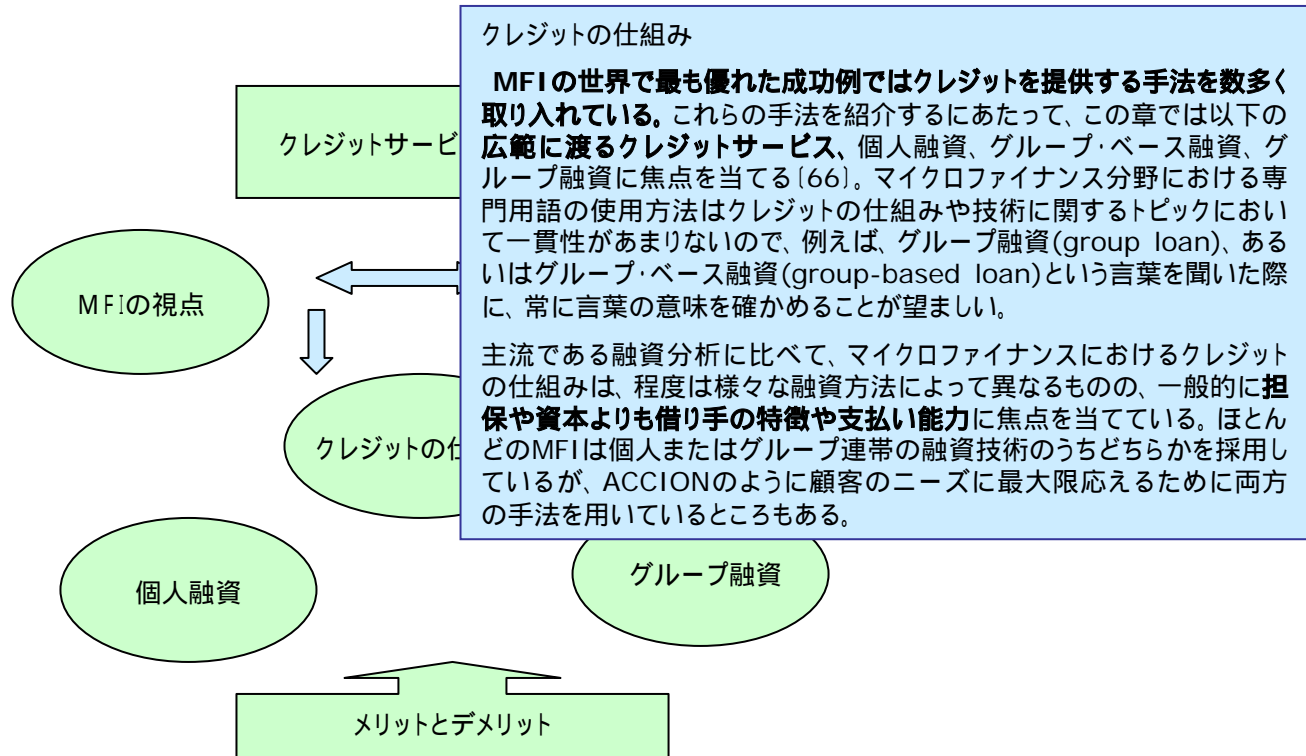 クレジットの仕組み
MFIの世界で最も優れた成功例ではクレジットを提供する手法を数多く
取り入れている。これらの手法を紹介するにあたって、この章では以下の
広範に渡るクレジットサービス、個人融資、グループ・ベース融資、グ
ループ融資に焦点を当てる[66]。マイクロファイナンス分野における専
門用語の使用方法はクレジットの仕組みや技術に関するトピックにおい
て一貫性があまりないので、例えば、グループ融資(group loan)、ある
いはグループ・ベース融資(group-based loan)という言葉を聞いた際
に、常に言葉の意味を確かめることが望ましい。
主流である融資分析に比べて、マイクロファイナンスにおけるクレジット
の仕組みは、程度は様々な融資方法によって異なるものの、一般的に担
保や資本よりも借り手の特徴や支払い能力に焦点を当てている。ほとん
どのMFIは個人またはグループ連帯の融資技術のうちどちらかを採用し
ているが、ACCIONのように顧客のニーズに最大限応えるために両方
の手法を用いているところもある。
クレジットサービ
MFIの視点
クレジットの仕
個人融資
グループ融資
メリットとデメリット